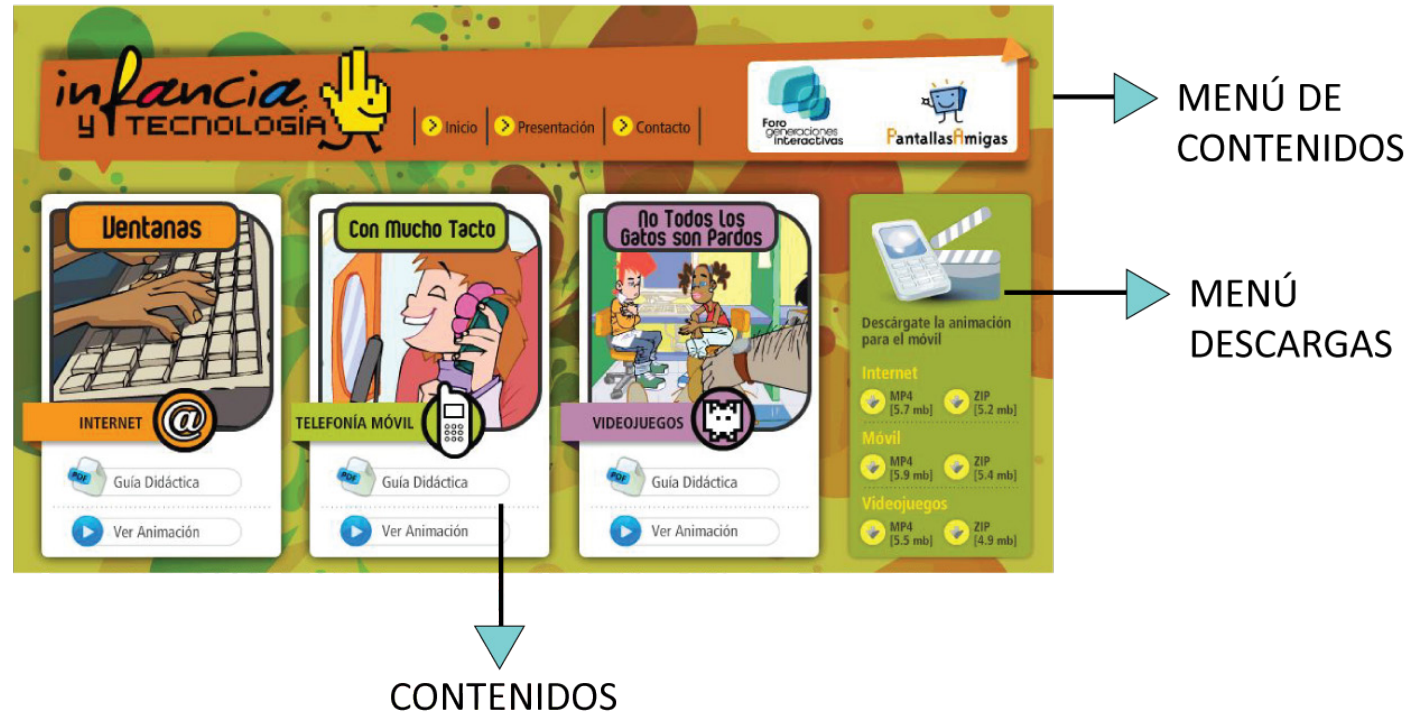 infancia
Y TECNOLOGÍA
Inicio
Presentación
Contacto
Foro
generaciones
interactivas
PantallasAmigas
MENÚ DE
CONTENIDOS
Ventanas
INTERNET
@
PDF
Guía Didáctica
Ver Animación
Con Mucho Tacto
TELEFONÍA MÓVIL
PDF
Guía Didáctica
Ver Animación
No Todos Los
Gatos son Pardos
VIDEOJUEGOS
PDF
Guía Didáctica
Ver Animación
Descárgate la animación
para el móvil
Internet
MP4 ZIP
[5.7 mb] [5.2 mb]
Móvil
MP4 ZIP
[5.9 mb] [5.4 mb]
Videojuegos
MP4 ZIP
[5.5 mb] [4.9 mb]
MENÚ
DESCARGAS
CONTENIDOS